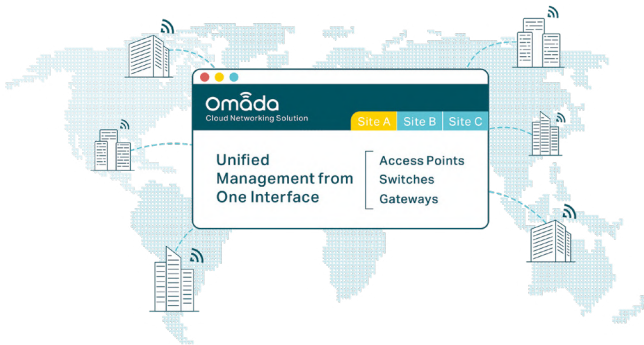 Omada
Cloud Networking Solution
Site A Site B Site C
Unified
Management from
One Interface
Access Points
Switches
Gateways